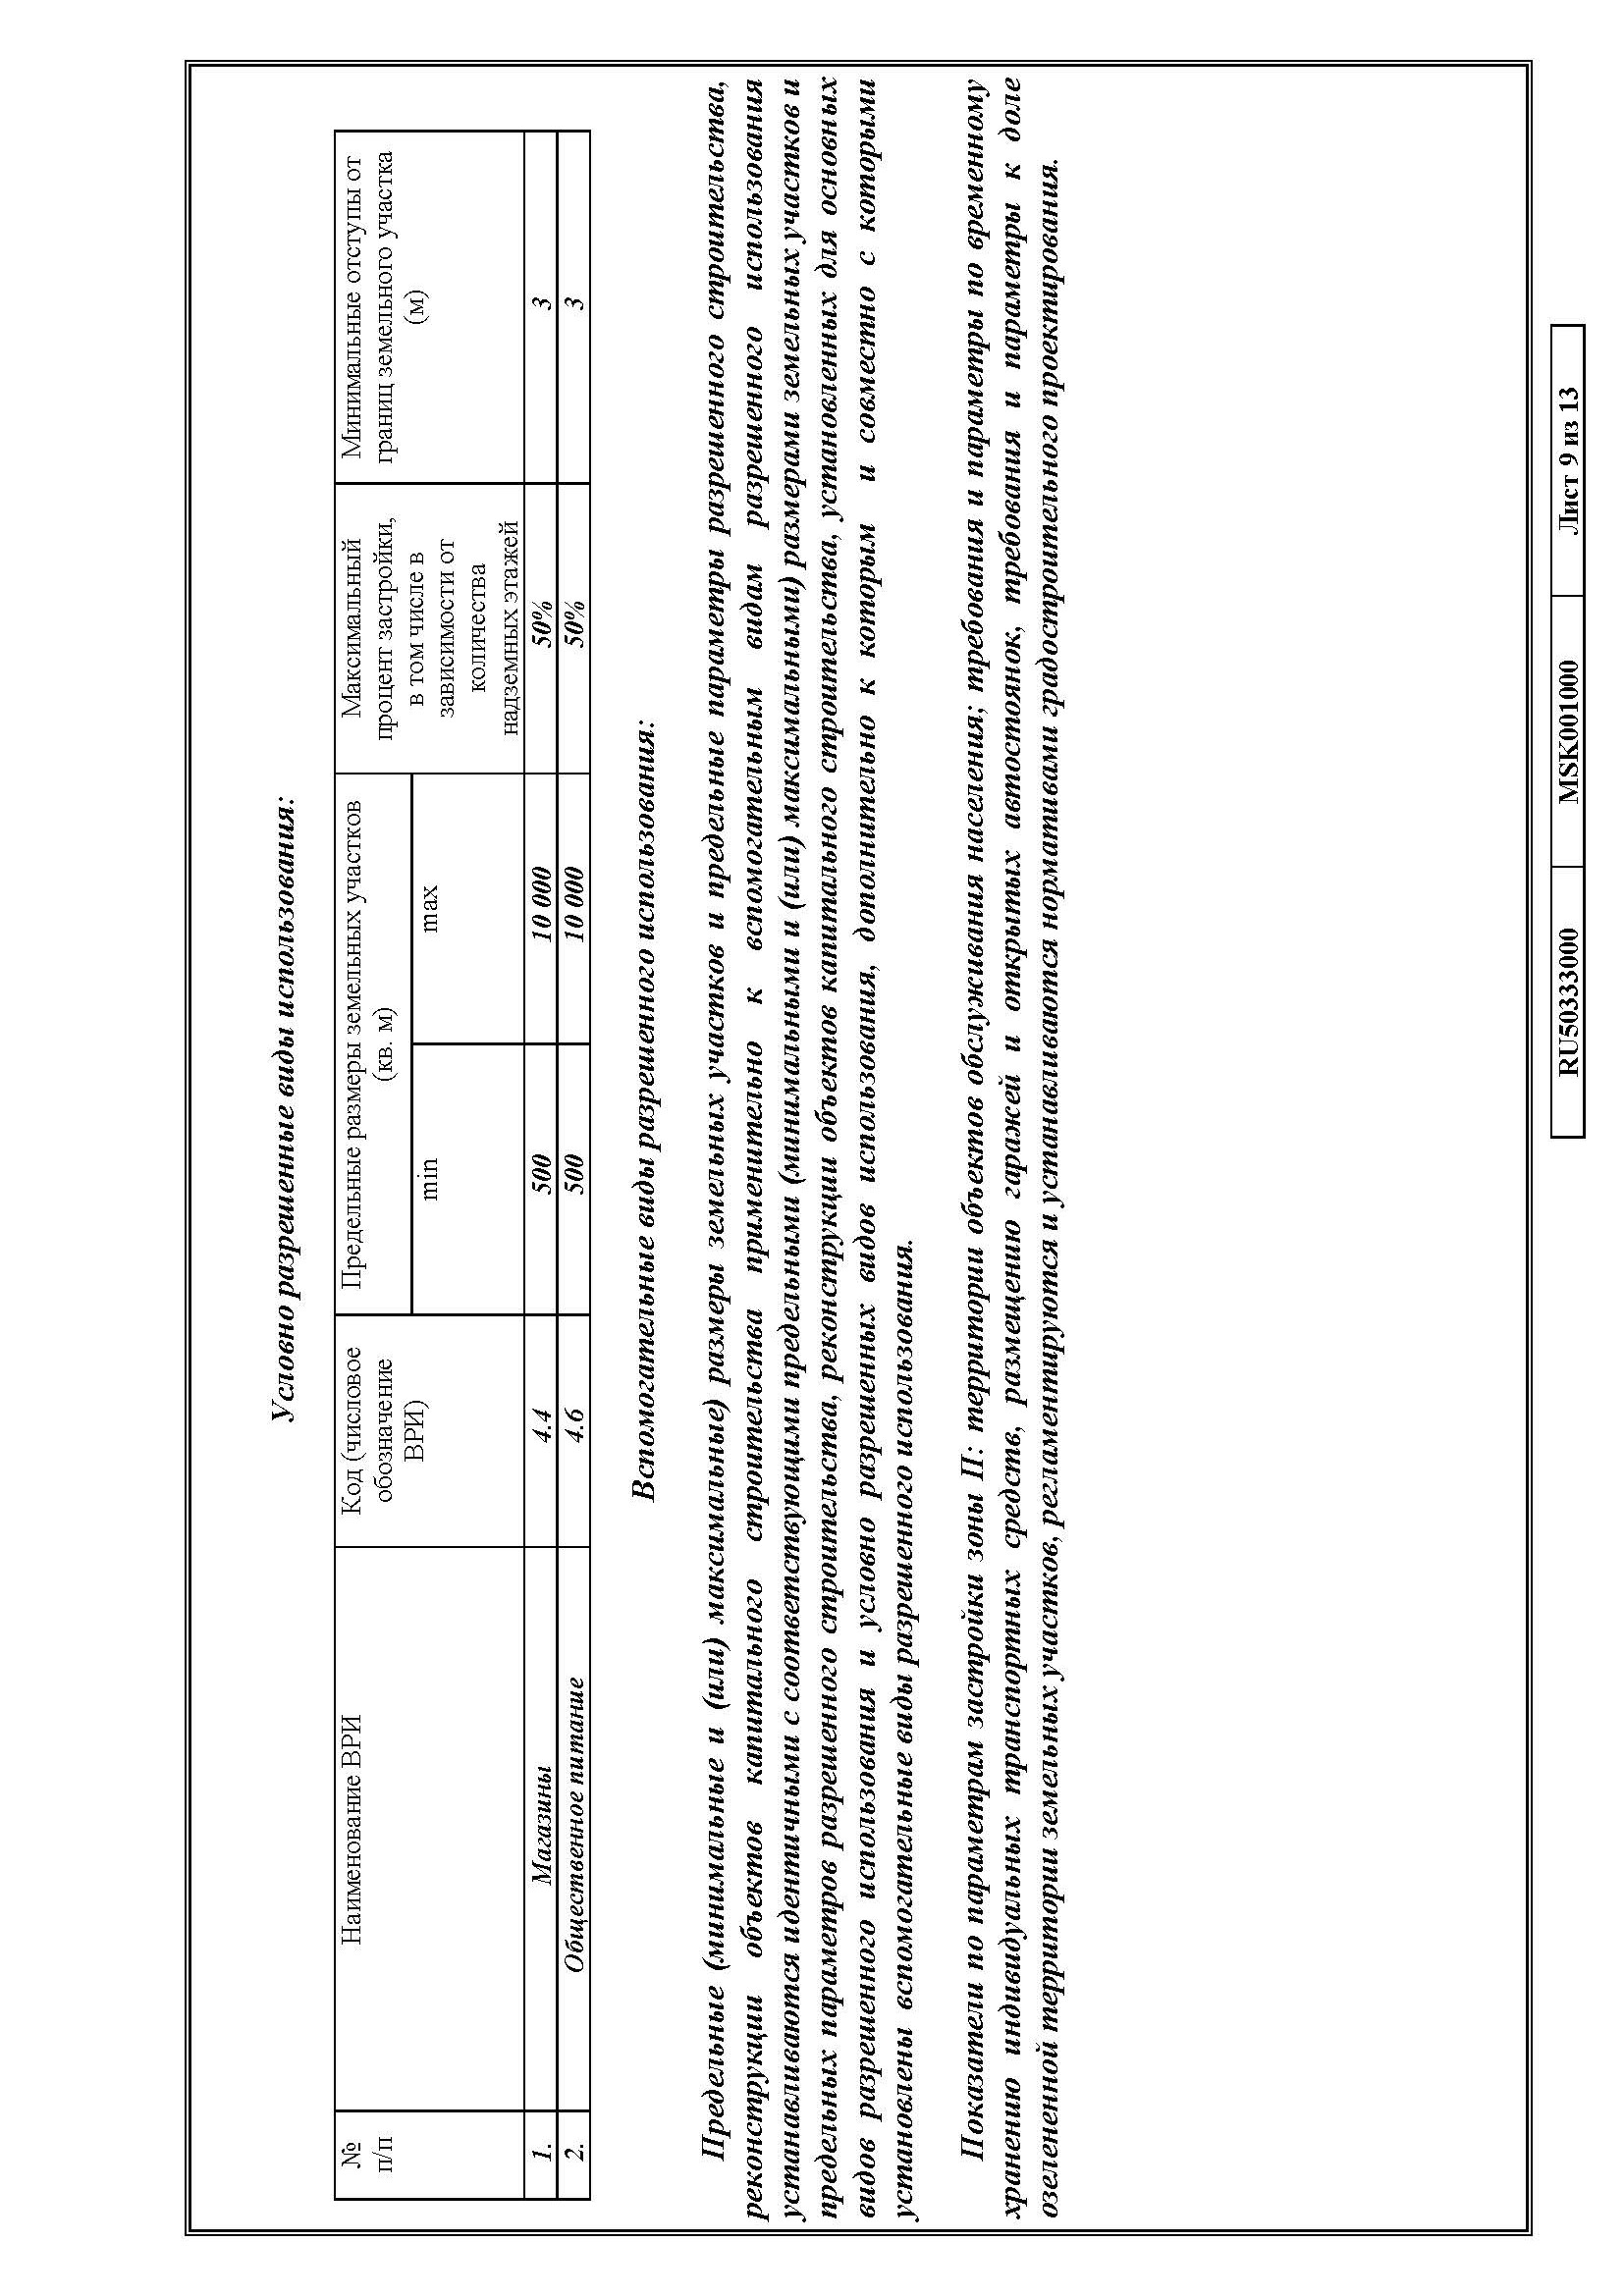 Условно разрешенные виды использования:
№ п/п Наименование ВРИ Код (числовое обозначение ВРИ) Предельные размеры земельных участков (кв. м) Максимальный процент застройки, в том числе в зависимости от количества надземных этажей Минимальные отступы от границ земельного участка (м)
min max
1. Магазины 4.4 500 10 000 50% 3
2. Общественное питание 4.6 500 10 000 50% 3
Вспомогательные виды разрешенного использования:
Предельные (минимальные и (или) максимальные) размеры земельных участков и предельные параметры разрешенного строительства,
реконструкции объектов капитального строительства применительно к вспомогательным видам разрешенного использования
устанавливаются идентичными с соответствующими предельными (минимальными и (или) максимальными) размерами земельных участков и
предельных параметров разрешенного строительства, реконструкции объектов капитального строительства, установленных для основных
видов разрешенного использования и условно разрешенных видов использования, дополнительно к которым и совместно с которыми
установлены вспомогательные виды разрешенного использования.
Показатели по параметрам застройки зоны П: территории объектов обслуживания населения; требования и параметры по временному
хранению индивидуальных транспортных средств, размещению гаражей и открытых автостоянок, требования и параметры к доле
озелененной территории земельных участков, регламентируются и устанавливаются нормативами градостроительного проектирования.
RU50333000 MSK001000 Лист 9 из 13